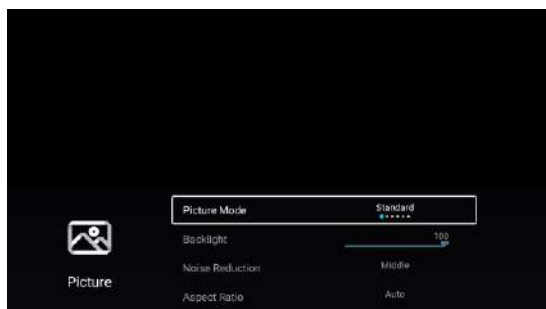 Picture Mode Standard
Backlight 100
Noise Reduction Middle
Picture
Aspect Ratio Auto